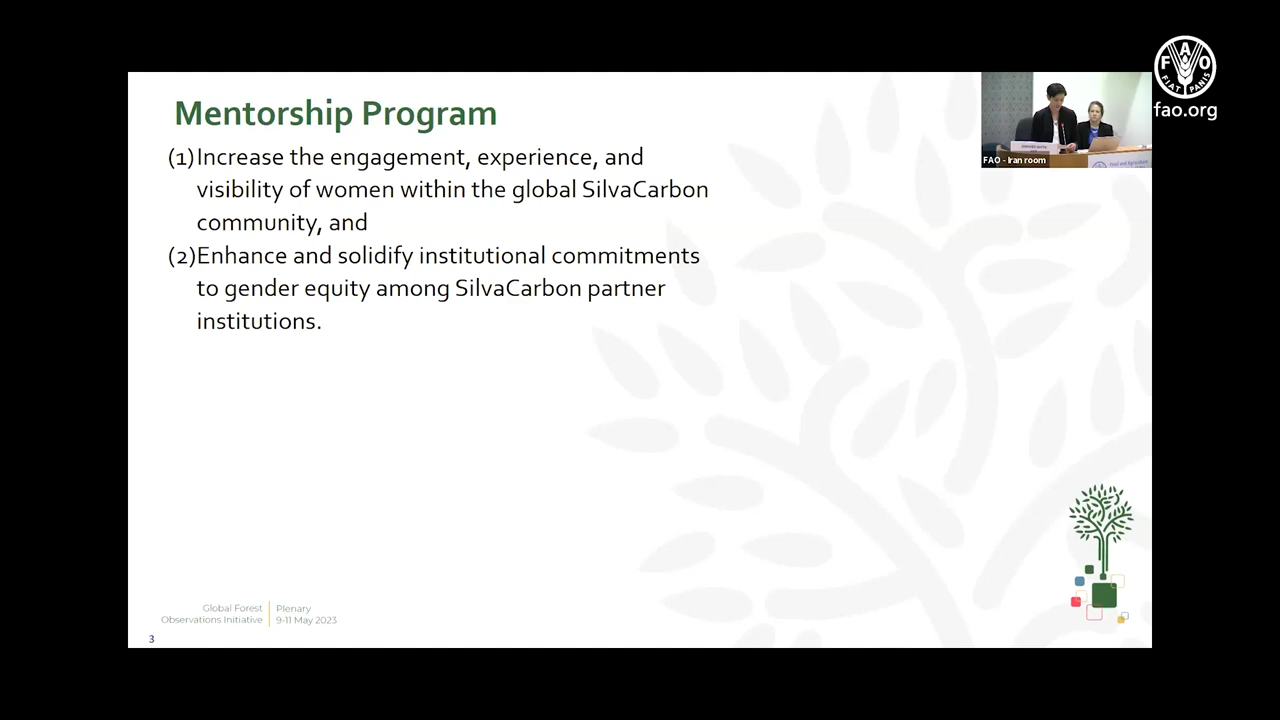 Mentorship Program
(1)Increase the engagement, experience, and
visibility of women within the global SilvaCarbon
community, and
(2)Enhance and solidify institutional commitments
to gender equity among SilvaCarbon partner
institutions.
Global Forest
Observations Initiative
Plenary
9-11 May 2023
3
FAO - Iran room
F A O
FIAT PANIS
fao.org